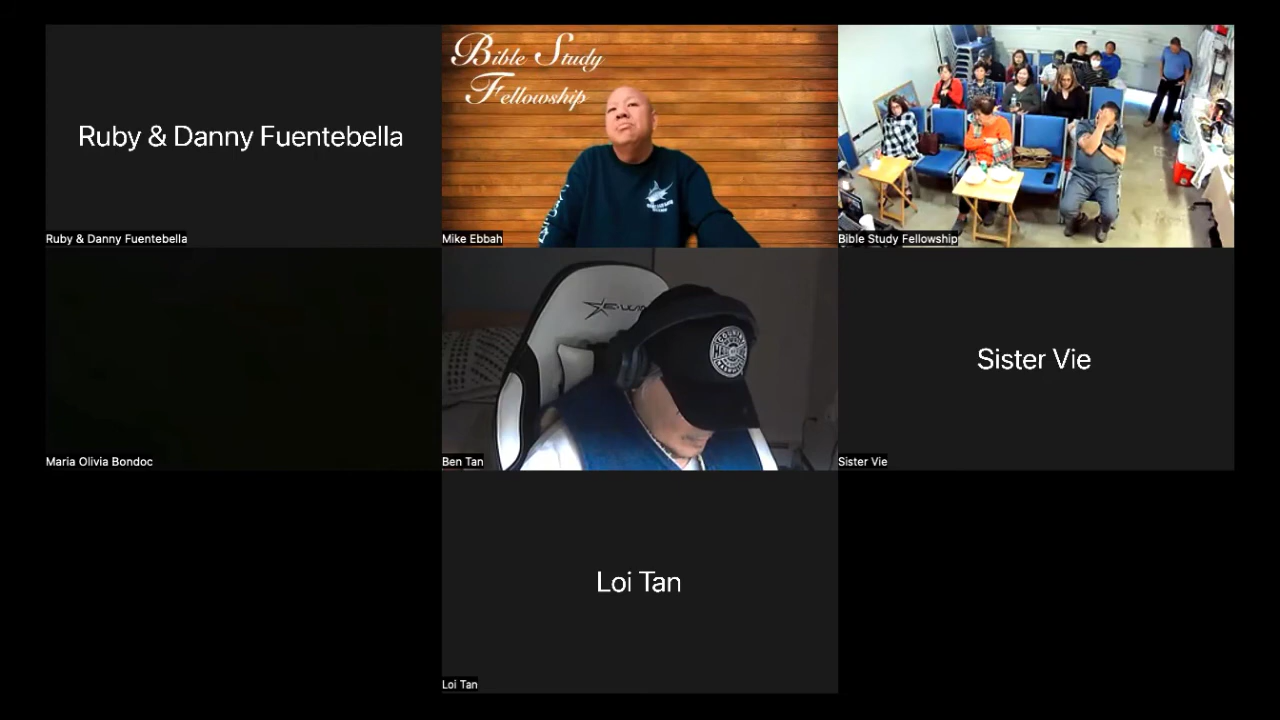 Ruby & Danny Fuentebella
Ruby & Danny Fuentebella
Bible Study
Fellowship
Mike Ebbah
Bible Study Fellowship
Maria Olivia Bondoc
Ben Tan
Sister Vie
Sister Vie
Loi Tan
Loi Tan